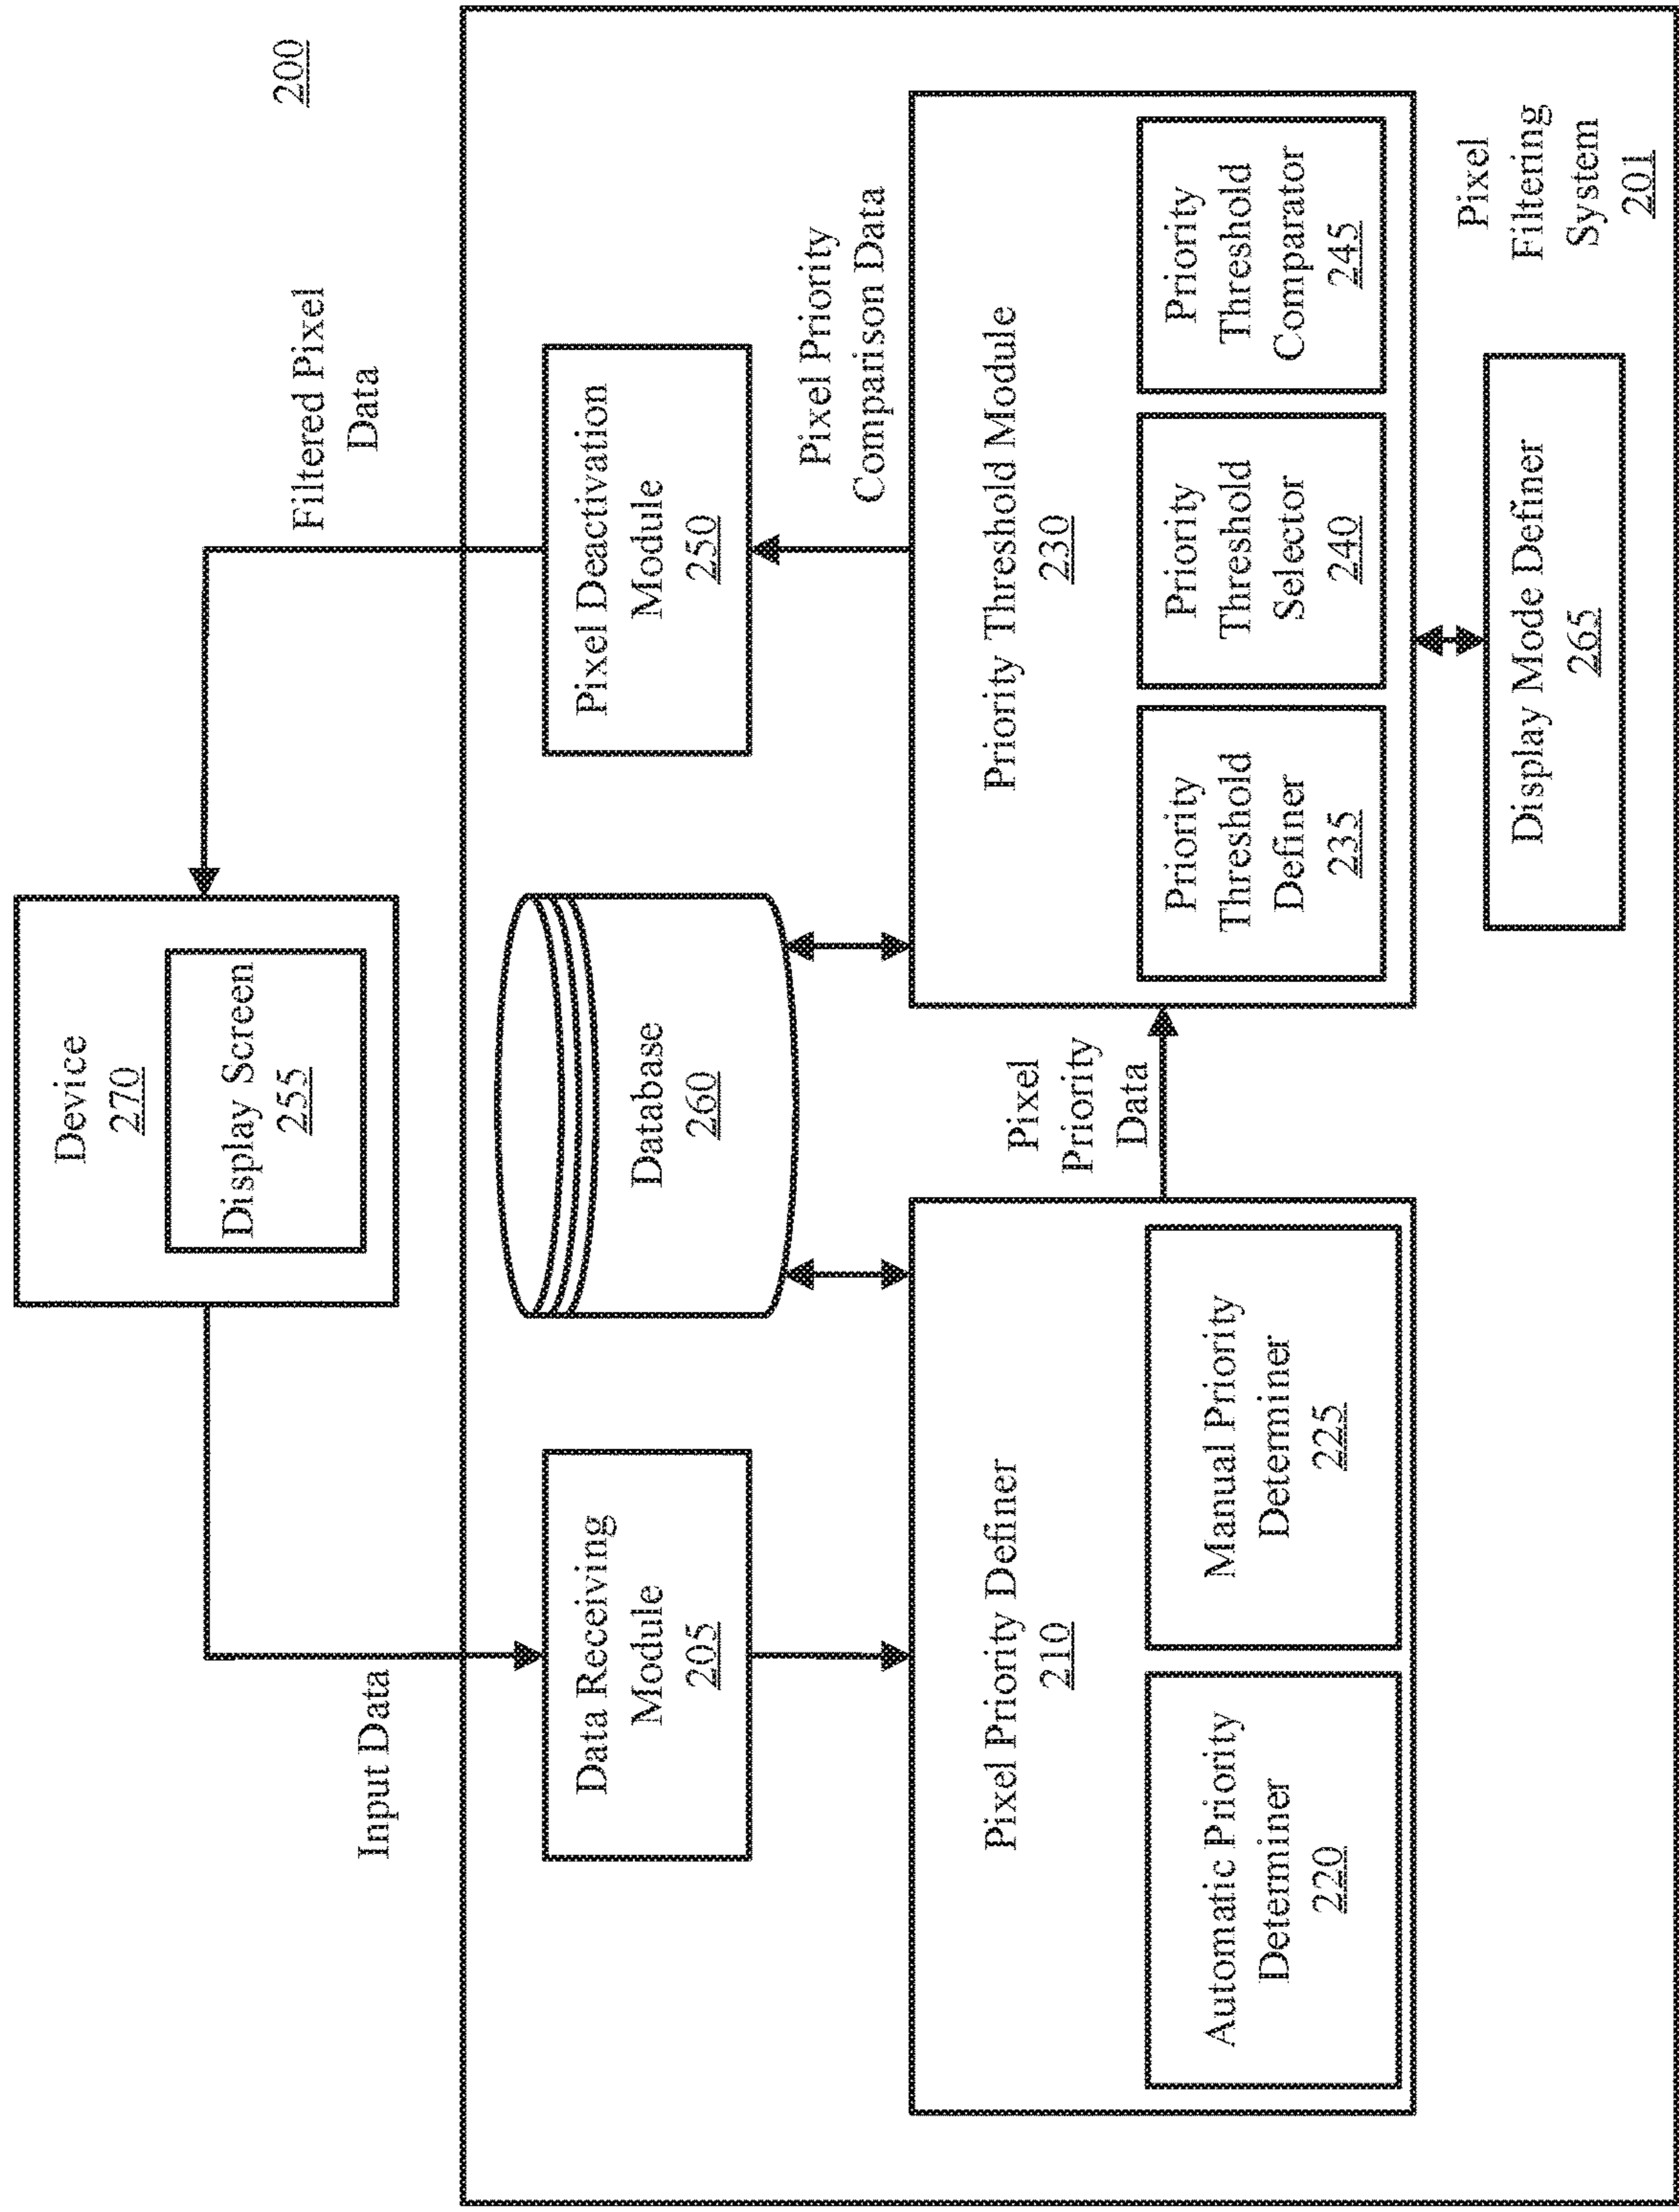 200
Device
270
Display Screen
255
Input Data
Filtered Pixel
Data
Data Receiving
Module
205
Database
260
Pixel Deactivation
Module
250
Pixel Priority
Comparison Data
Pixel Priority Definer
210
Automatic Priority
Determiner
220
Manual Priority
Determiner
225
Pixel
Priority
Data
Priority Threshold Module
230
Priority
Threshold
Definer
235
Priority
Threshold
Selector
240
Priority
Threshold
Comparator
245
Display Mode Definer
265
Pixel
Filtering
System
201